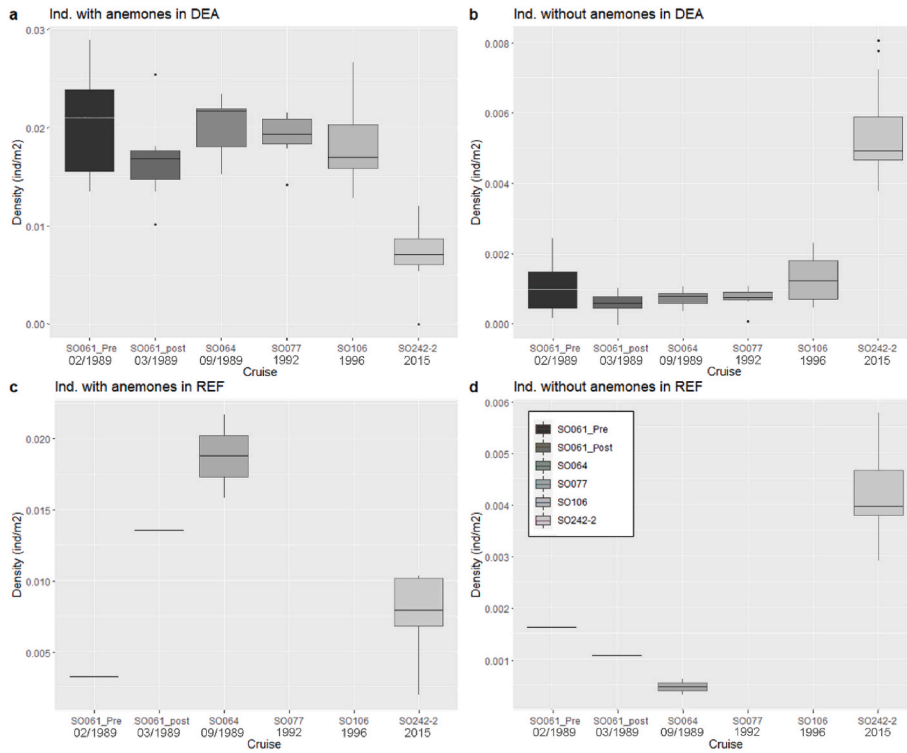 a Ind. with anemones in DEA
0.03
0.02
0.01
0.00
Density (ind/m2)
SO061_Pre SO061_post SO064 SO077 SO106 SO242-2
02/1989 03/1989 09/1989 1992 1996 2015
Cruise
b Ind. without anemones in DEA
0.008
0.006
0.004
0.002
0.000
Density (ind/m2)
SO061_Pre SO061_post SO064 SO077 SO106 SO242-2
02/1989 03/1989 09/1989 1992 1996 2015
Cruise
c Ind. with anemones in REF
0.020
0.015
0.010
0.005
Density (ind/m2)
SO061_Pre SO061_post SO064 SO077 SO106 SO242-2
02/1989 03/1989 09/1989 1992 1996 2015
Cruise
d Ind. without anemones in REF
0.006
0.005
0.004
0.003
0.002
0.001
Density (ind/m2)
SO061_Pre
SO061_Post
SO064
SO077
SO106
SO242-2
SO061_Pre SO061_post SO064 SO077 SO106 SO242-2
02/1989 03/1989 09/1989 1992 1996 2015
Cruise